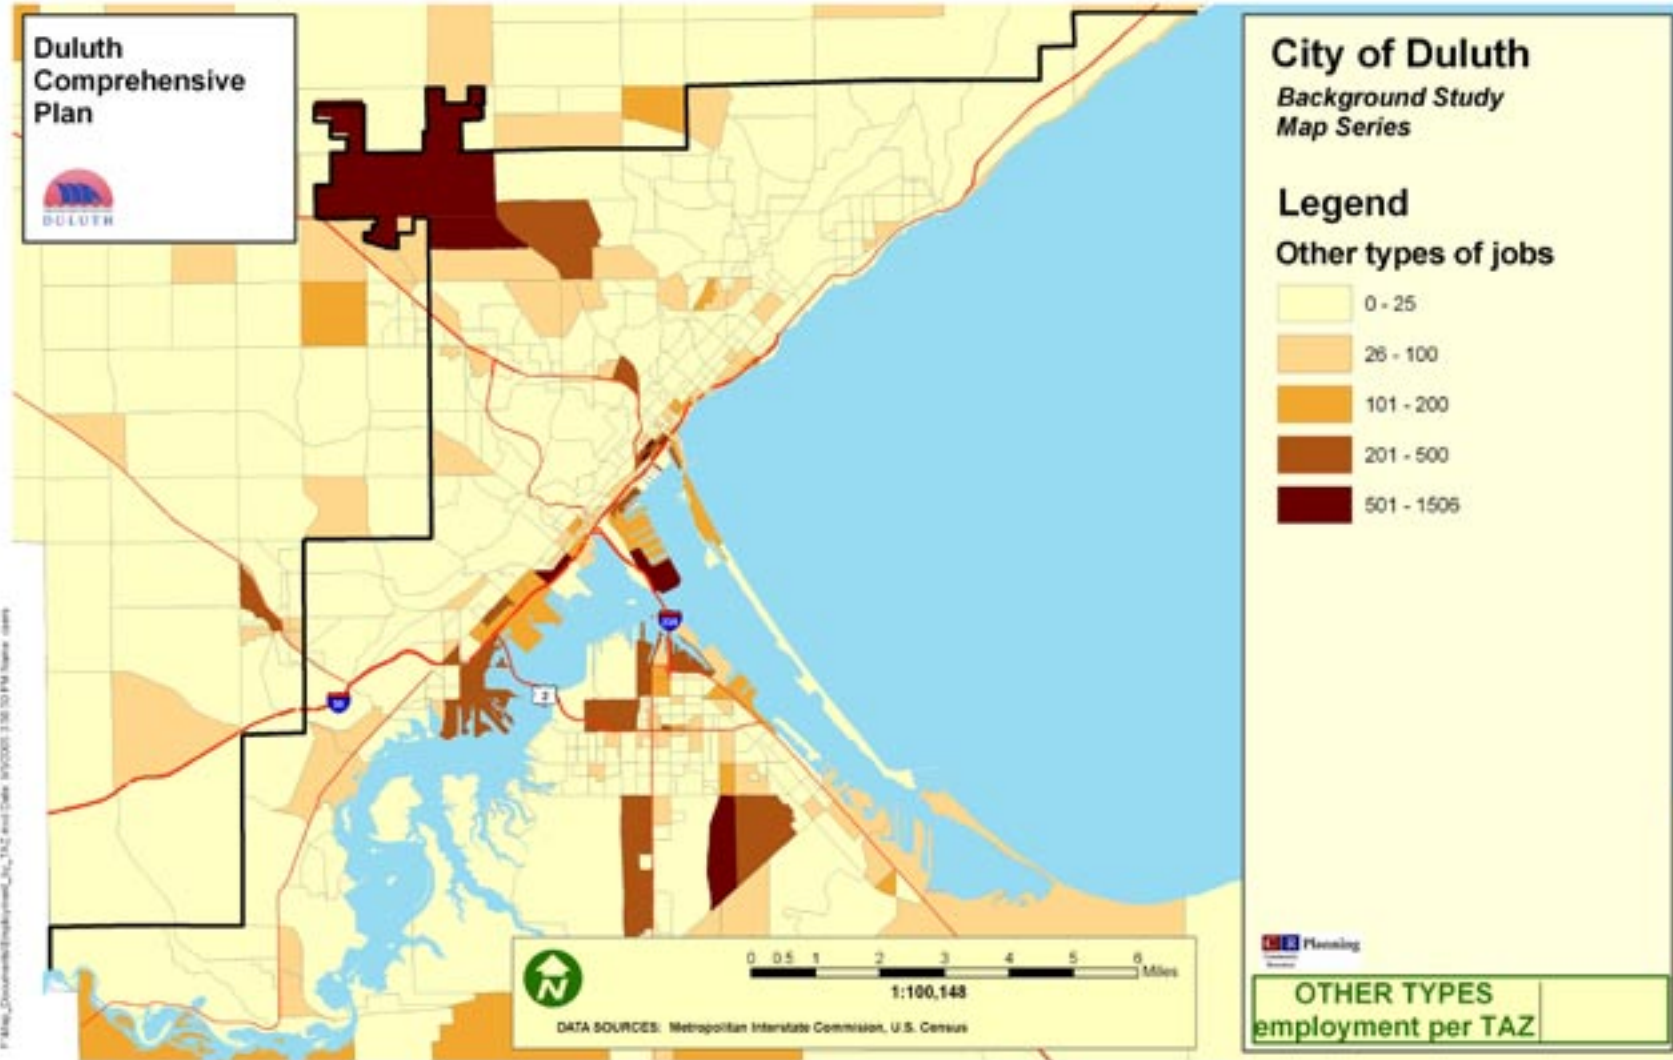 Duluth
Comprehensive
Plan
DULUTH
City of Duluth
Background Study
Map Series
Legend
Other types of jobs
0 - 25
26 - 100
101 - 200
201 - 500
501 - 1506
2
N
0 0.5 1 2 3 4 5 6
Miles
1:100,148
DATA SOURCES: Metropolitan Interstate Commision, U.S. Census
CR Planning
OTHER TYPES
employment per TAZ